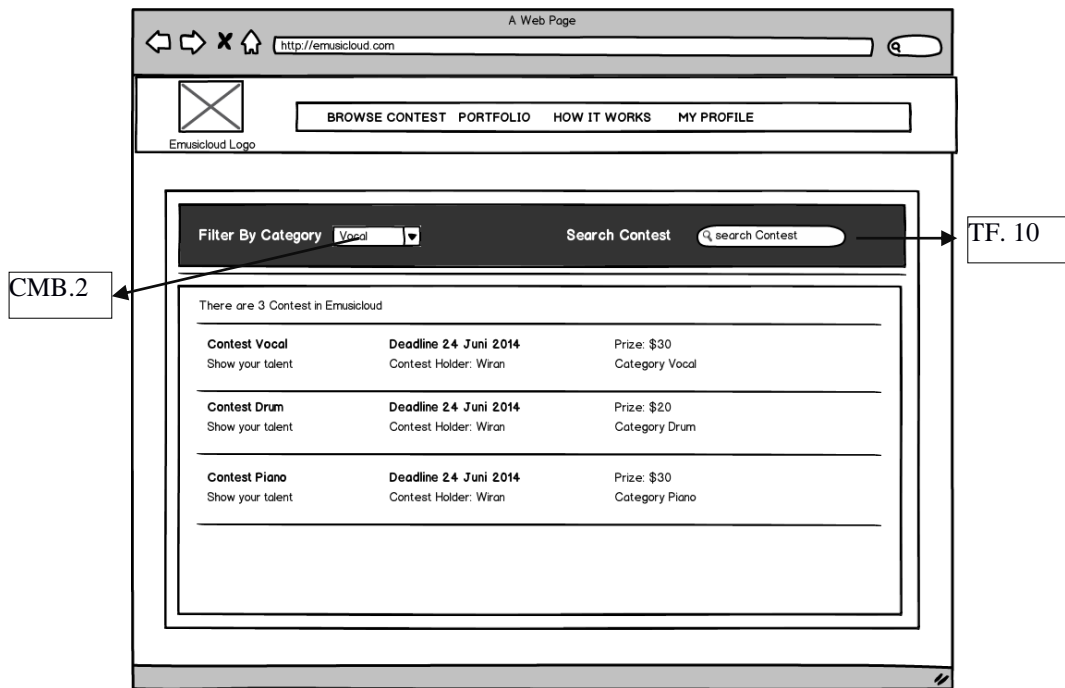 A Web Page
http://emusicloud.com
BROWSE CONTEST PORTFOLIO HOW IT WORKS MY PROFILE
Emusicloud Logo
Filter By Category Vocal Search Contest search Contest
TF. 10
CMB.2
There are 3 Contest in Emusicloud
Contest Vocal Deadline 24 Juni 2014 Prize: $30
Show your talent Contest Holder: Wiran Category Vocal
Contest Drum Deadline 24 Juni 2014 Prize: $20
Show your talent Contest Holder: Wiran Category Drum
Contest Piano Deadline 24 Juni 2014 Prize: $30
Show your talent Contest Holder: Wiran Category Piano